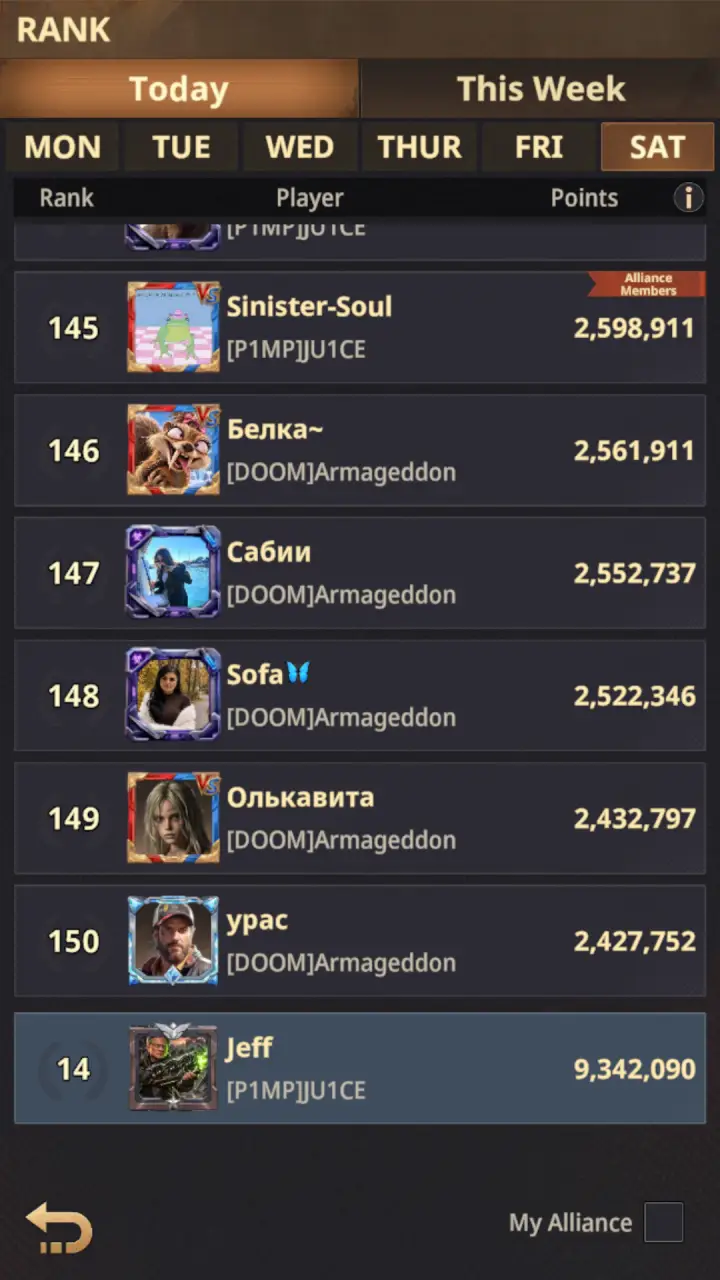 RANK
Today
This Week
MON
TUE
WED
THUR
FRI
SAT
Rank
Player
Points
[P1MP]JU1CE
Alliance
Members
145
Sinister-Soul
[P1MP]JU1CE
2,598,911
146
Белка~
[DOOM]Armageddon
2,561,911
147
Сабии
[DOOM]Armageddon
2,552,737
148
Sofa🦋
[DOOM]Armageddon
2,522,346
149
Олькавита
[DOOM]Armageddon
2,432,797
150
урас
[DOOM]Armageddon
2,427,752
14
Jeff
[P1MP]JU1CE
9,342,090
My Alliance